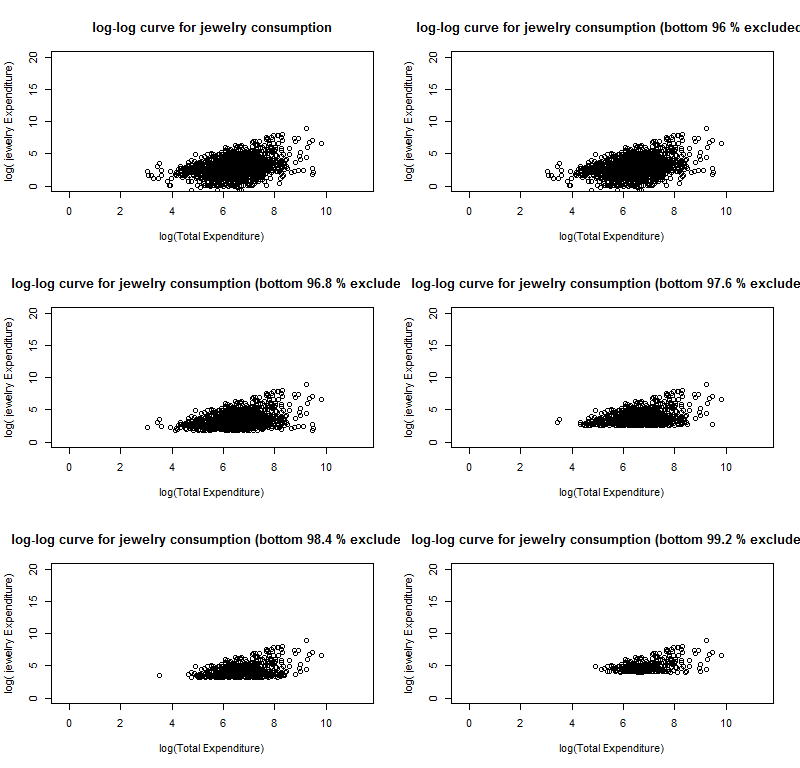 log-log curve for jewelry consumption
log( jewelry Expenditure)
20
15
10
5
0
0 2 4 6 8 10
log(Total Expenditure)
log-log curve for jewelry consumption (bottom 96 % excluded
log( jewelry Expenditure)
20
15
10
5
0
0 2 4 6 8 10
log(Total Expenditure)
log-log curve for jewelry consumption (bottom 96.8 % exclude
log( jewelry Expenditure)
20
15
10
5
0
0 2 4 6 8 10
log(Total Expenditure)
log-log curve for jewelry consumption (bottom 97.6 % exclude
log( jewelry Expenditure)
20
15
10
5
0
0 2 4 6 8 10
log(Total Expenditure)
log-log curve for jewelry consumption (bottom 98.4 % exclude
log( jewelry Expenditure)
20
15
10
5
0
0 2 4 6 8 10
log(Total Expenditure)
log-log curve for jewelry consumption (bottom 99.2 % exclude
log( jewelry Expenditure)
20
15
10
5
0
0 2 4 6 8 10
log(Total Expenditure)